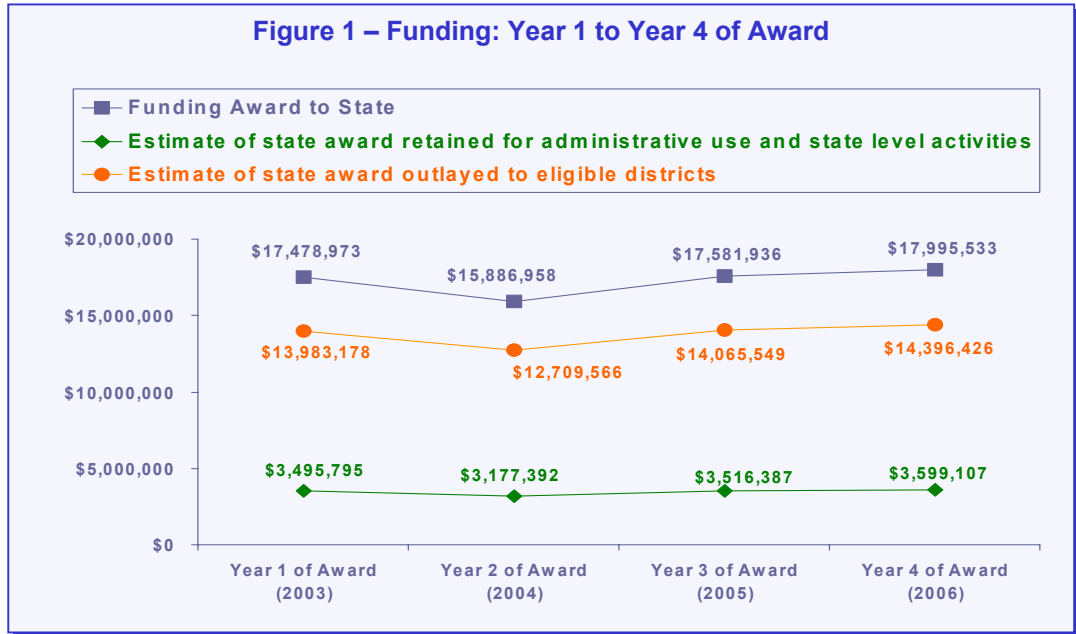 Figure 1 – Funding: Year 1 to Year 4 of Award
Funding Award to State
Estimate of state award retained for administrative use and state level activities
Estimate of state award outlayed to eligible districts
$20,000,000
$15,000,000
$10,000,000
$5,000,000
$0
$17,478,973
$15,886,958
$17,581,936
$17,995,533
$13,983,178
$12,709,566
$14,065,549
$14,396,426
$3,495,795
$3,177,392
$3,516,387
$3,599,107
Year 1 of Award
(2003)
Year 2 of Award
(2004)
Year 3 of Award
(2005)
Year 4 of Award
(2006)